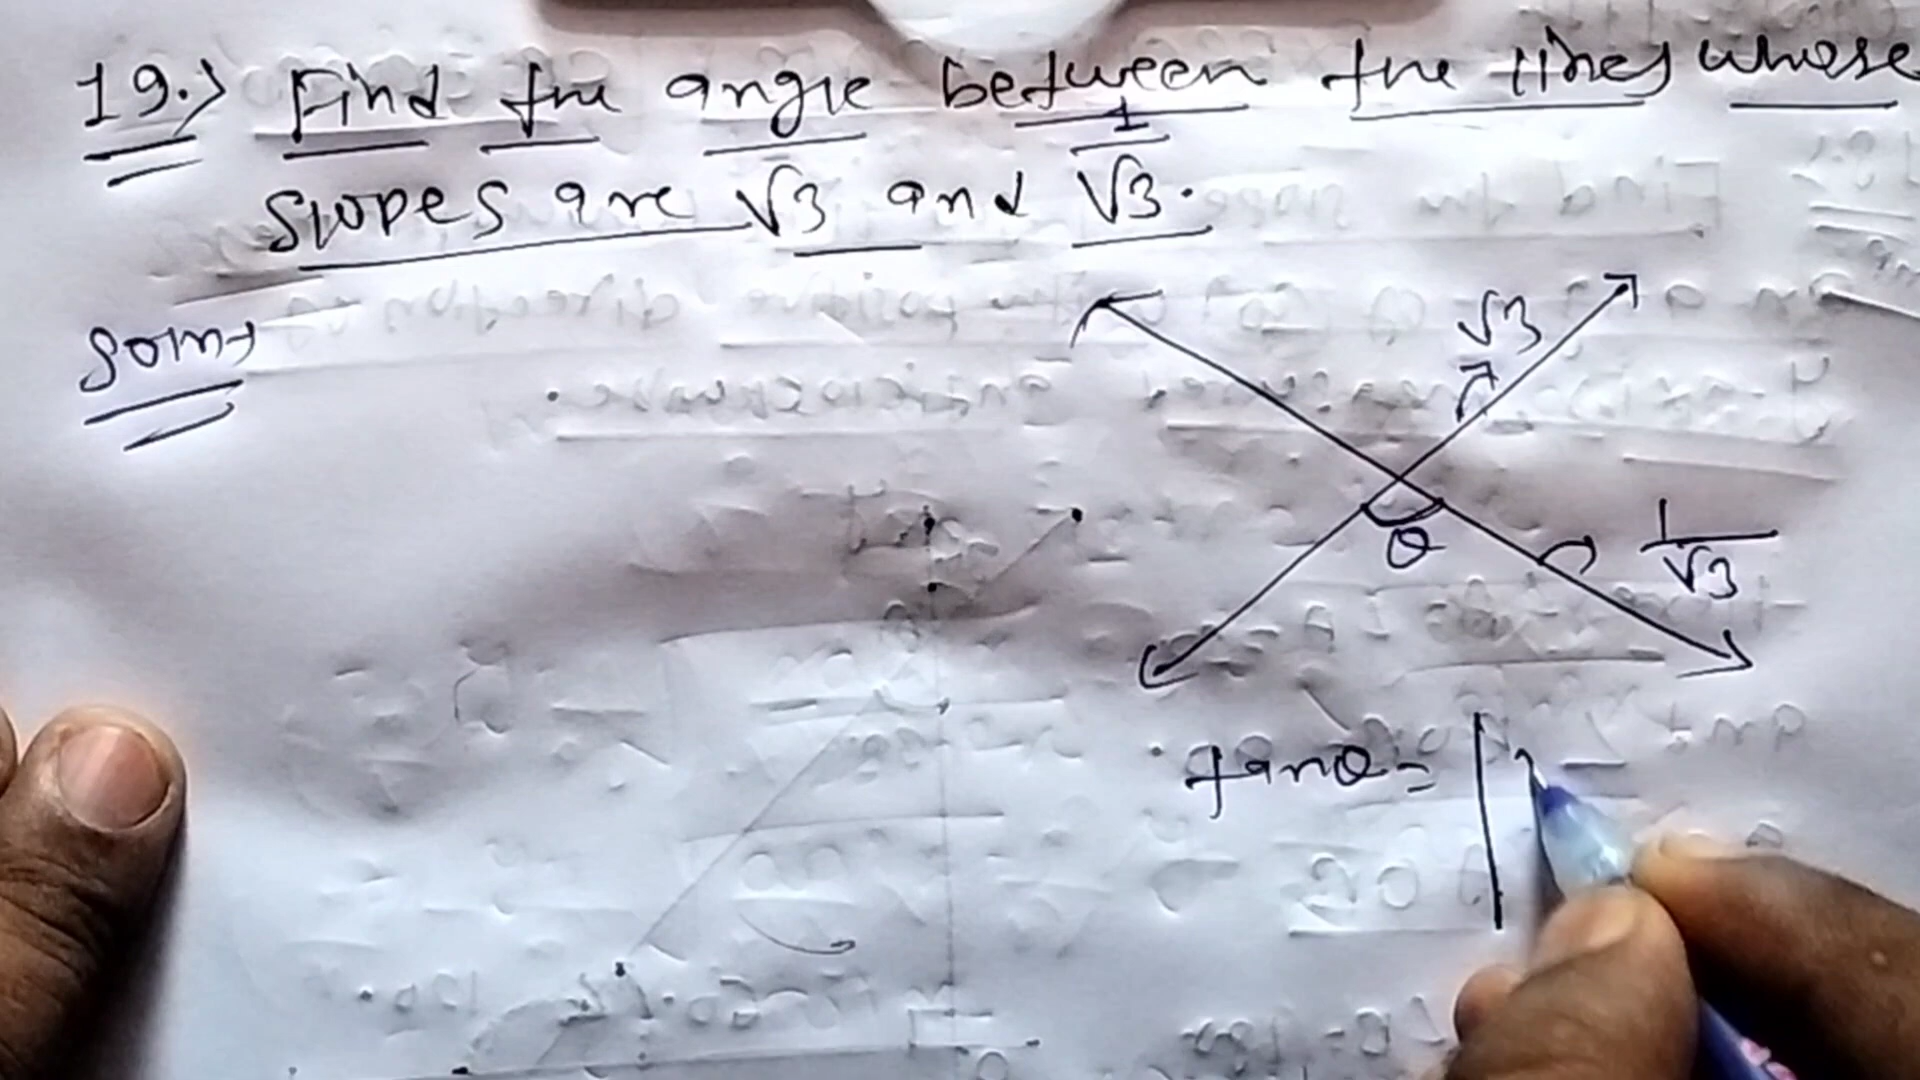 19.) Find the angle between the lines whose
slopes are √3 and 1/√3.
Soln→
√3
θ
1/√3
tanθ = |